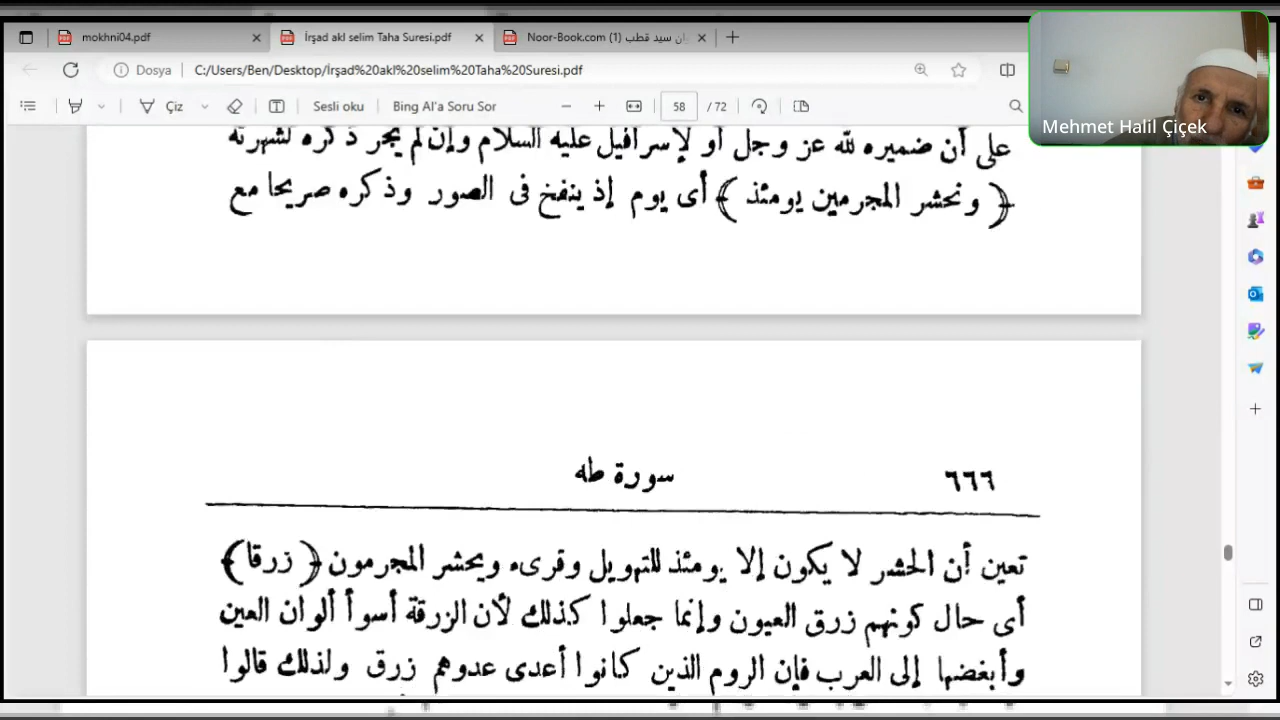 mokhni04.pdf
İrşad akl selim Taha Suresi.pdf
Noor-Book.com (1) ان سيد قطب
Dosya
C:/Users/Ben/Desktop/İrşad%20akl%20selim%20Taha%20Suresi.pdf
Çiz
Sesli oku
Bing AI'a Soru Sor
58 / 72
Mehmet Halil Çiçek
على أن ضميره لله عز وجل أو لإسرافيل عليه السلام وإن لم يجر ذكره لشهرته
﴿ ونحشر المجرمين يومئذ ﴾ أى يوم إذ ينفخ فى الصور وذكره صريحا مع
٦٦٦
سورة طه
تعين أن الحشر لا يكون إلا يومئذ للتهويل وقرىء ويحشر المجرمون ﴿ زرقا ﴾
أى حال كونهم زرق العيون وإنما جعلوا كذلك لأن الزرقة أسوأ ألوان العين
وأبغضها إلى العرب فإن الروم الذين كانوا أعدى عدوهم زرق ولذلك قالوا